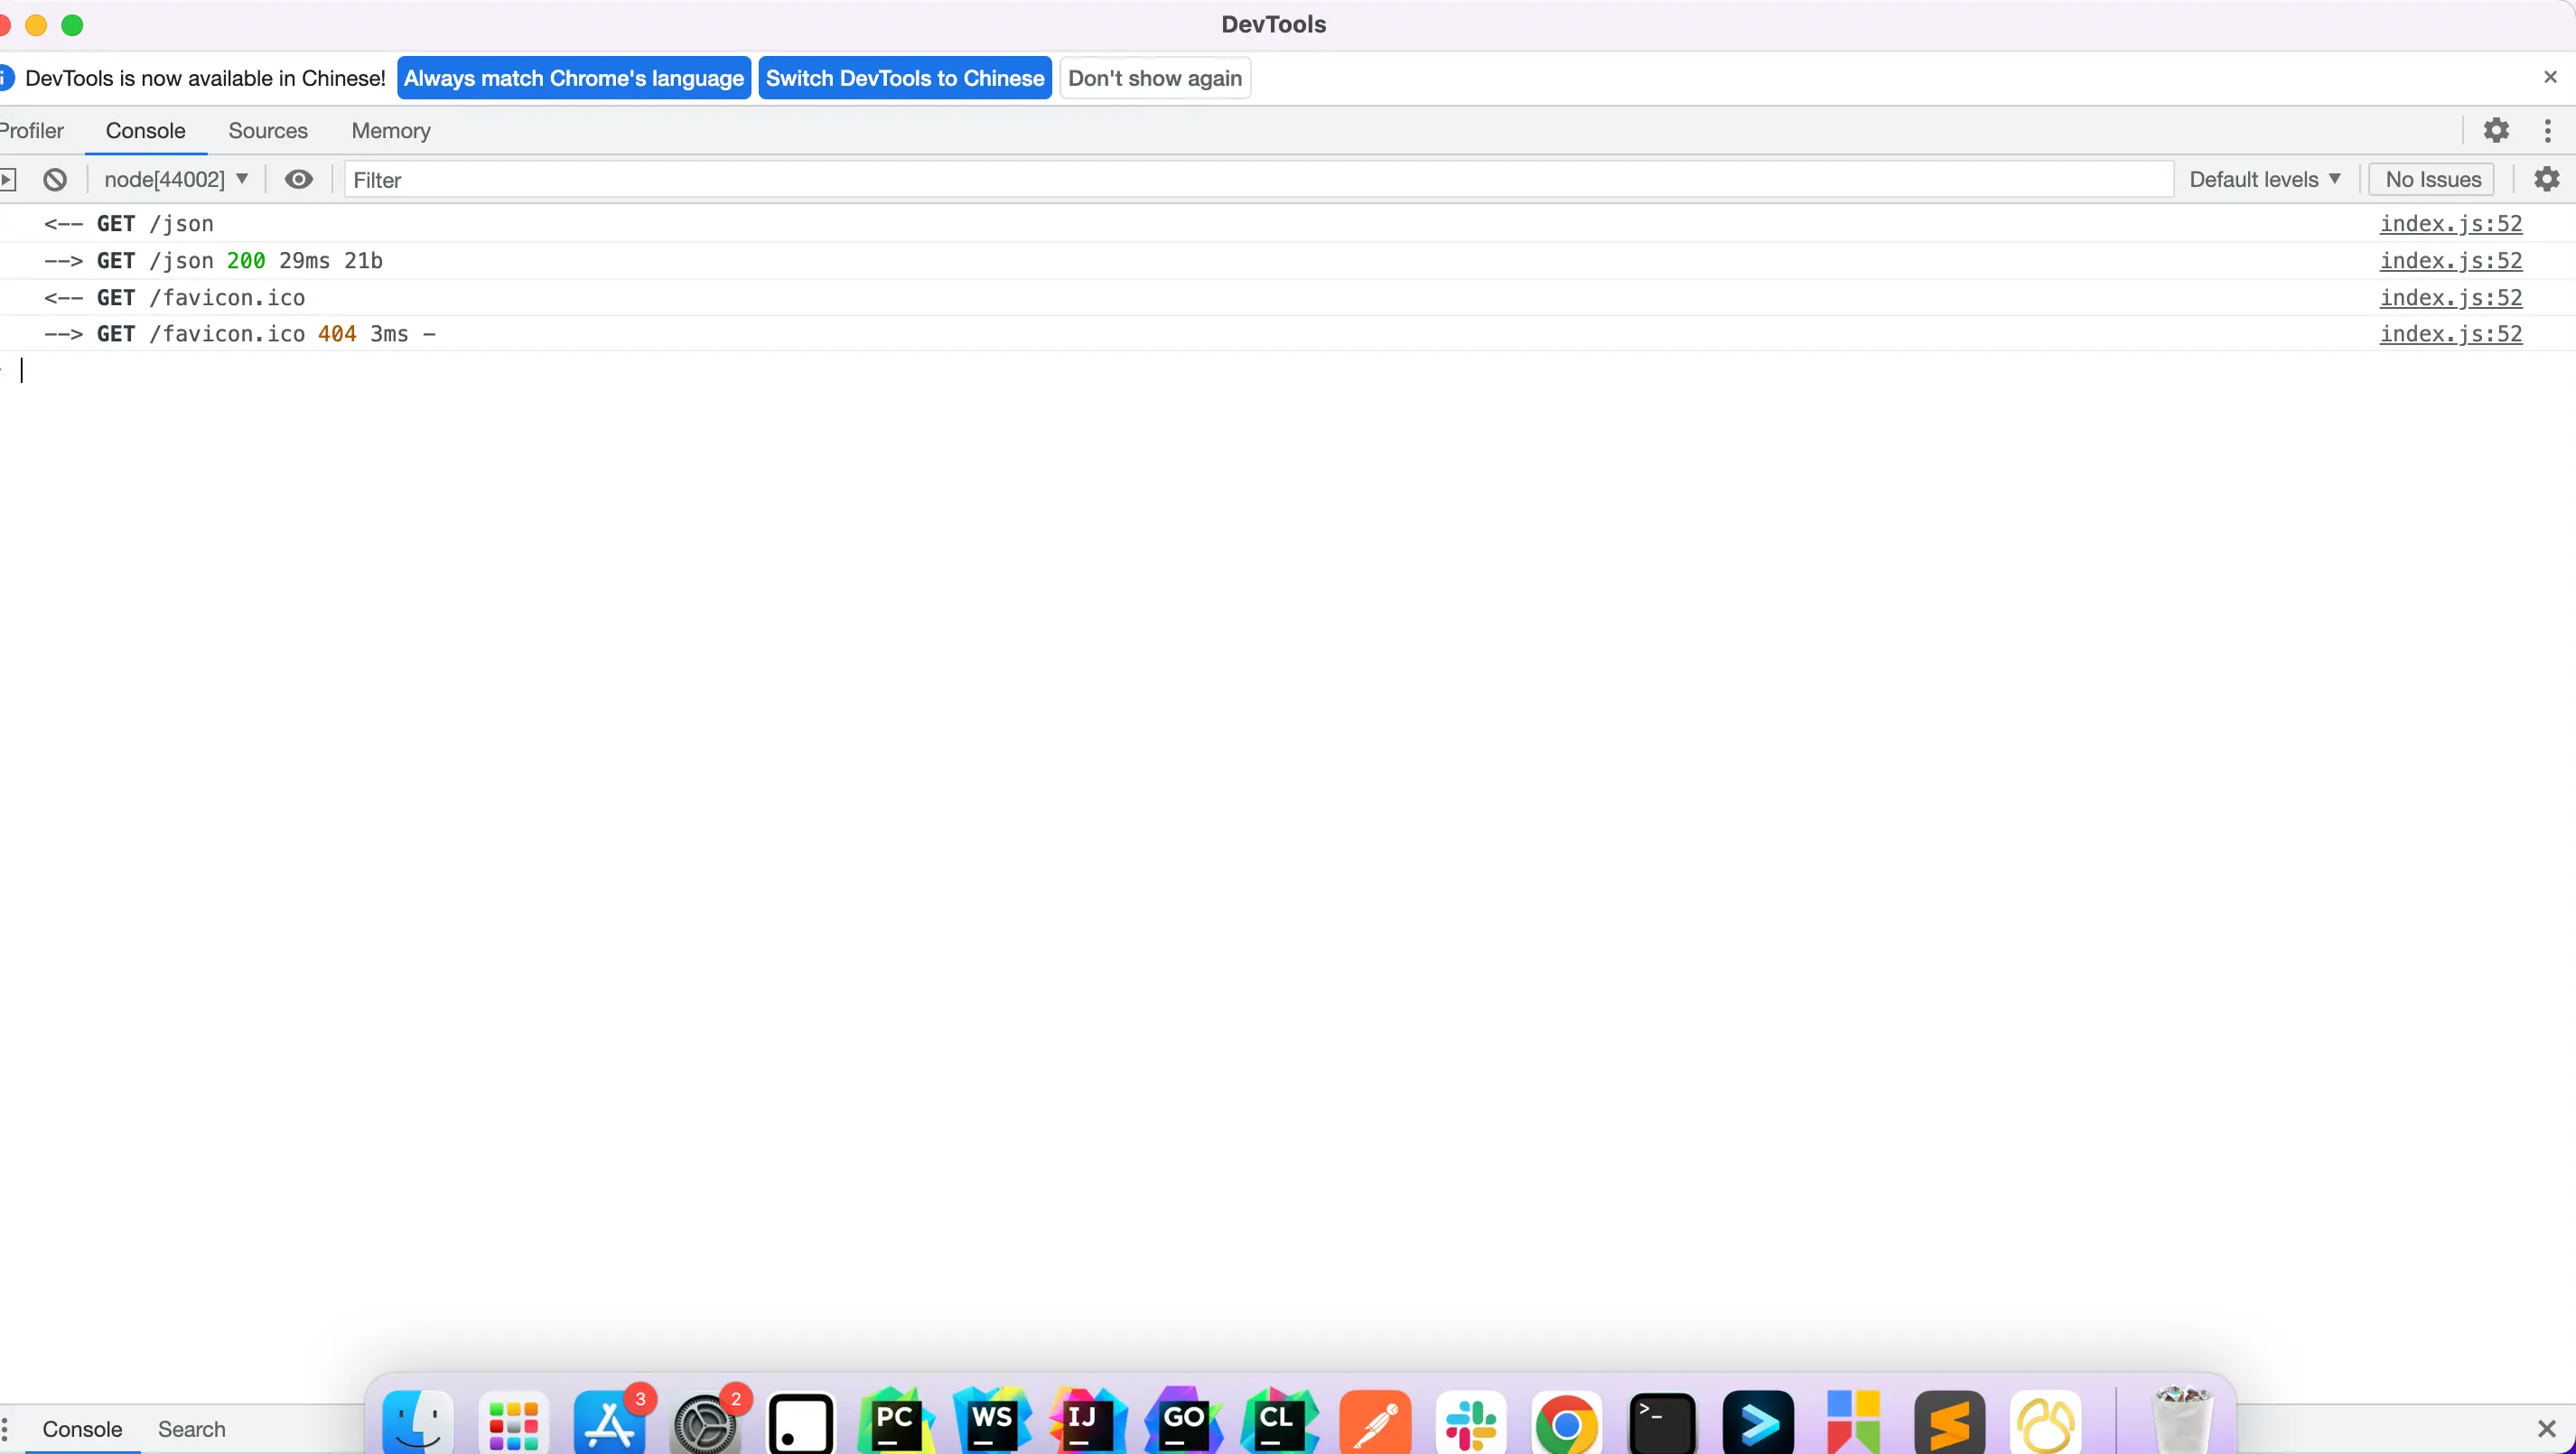 DevTools
DevTools is now available in Chinese! Always match Chrome's language Switch DevTools to Chinese Don't show again
Profiler Console Sources Memory
node[44002] Filter Default levels No Issues
<-- GET /json index.js:52
--> GET /json 200 29ms 21b index.js:52
<-- GET /favicon.ico index.js:52
--> GET /favicon.ico 404 3ms - index.js:52
3 2
PC WS IJ GO CL >_
Console Search